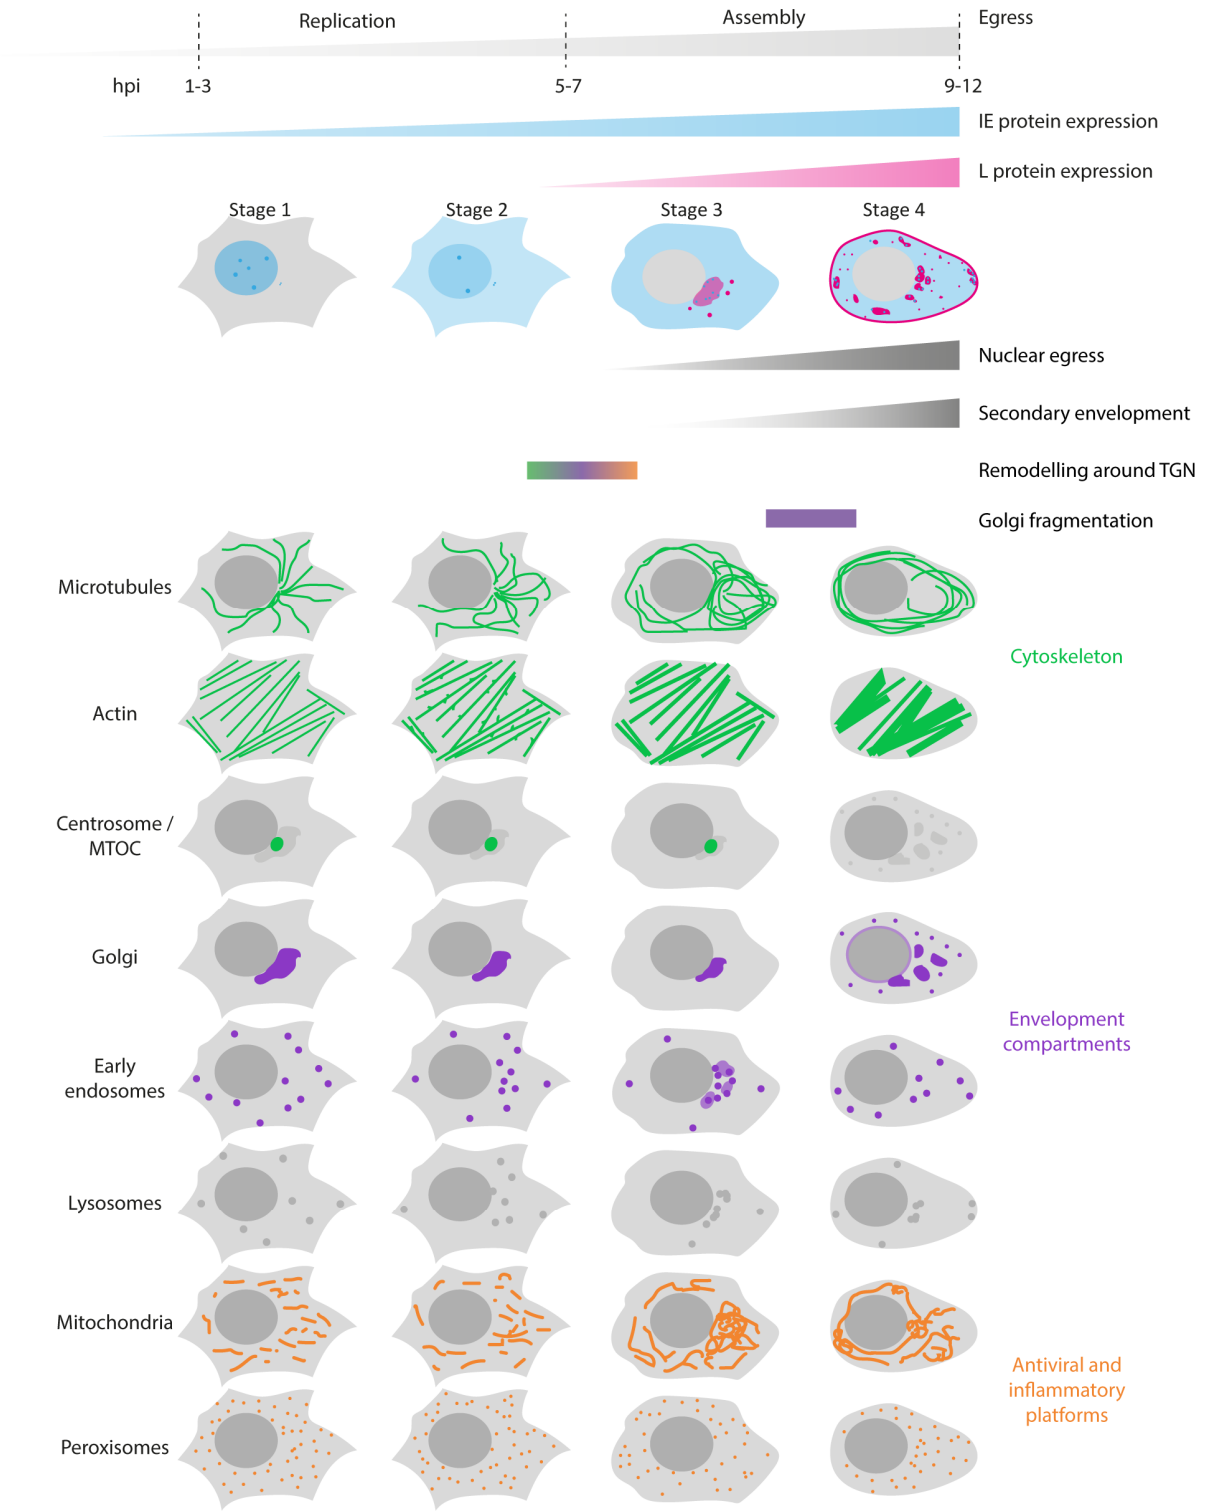 Replication
Assembly
Egress
hpi
1-3
5-7
9-12
IE protein expression
L protein expression
Stage 1
Stage 2
Stage 3
Stage 4
Nuclear egress
Secondary envelopment
Remodelling around TGN
Golgi fragmentation
Microtubules
Cytoskeleton
Actin
Centrosome /
MTOC
Golgi
Envelopment
compartments
Early
endosomes
Lysosomes
Mitochondria
Antiviral and
inflammatory
platforms
Peroxisomes